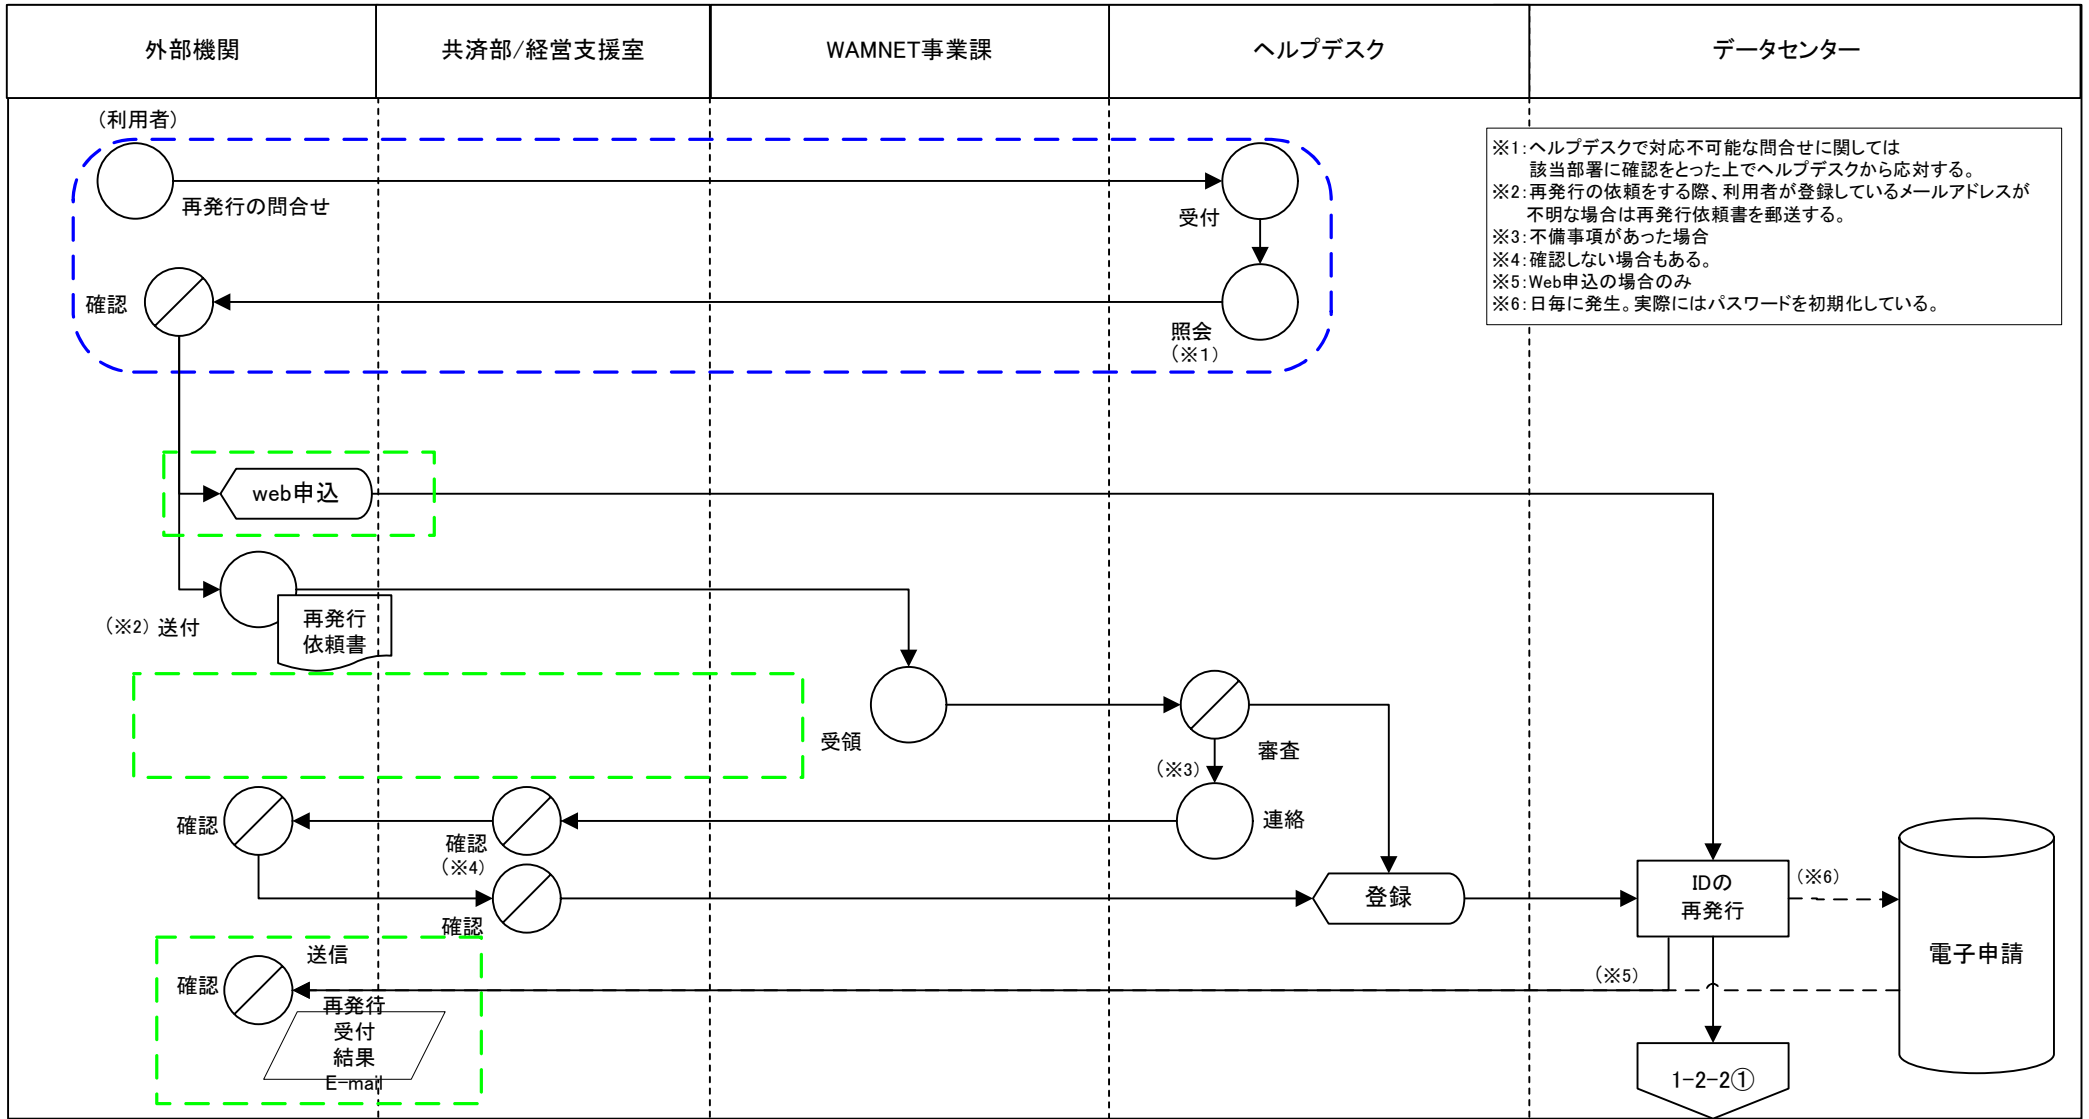 外部機関
共済部/経営支援室
WAMNET事業課
ヘルプデスク
データセンター
(利用者)
再発行の問合せ
受付
※1:ヘルプデスクで対応不可能な問合せに関しては
該当部署に確認をとった上でヘルプデスクから応対する。
※2:再発行の依頼をする際、利用者が登録しているメールアドレスが
不明な場合は再発行依頼書を郵送する。
※3:不備事項があった場合
※4:確認しない場合もある。
※5:Web申込の場合のみ
※6:日毎に発生。実際にはパスワードを初期化している。
確認
照会
(※1)
web申込
(※2) 送付
再発行
依頼書
受領
審査
(※3)
確認
確認
(※4)
連絡
確認
登録
IDの
再発行
(※6)
電子申請
送信
確認
(※5)
再発行
受付
結果
E-mail
1-2-2①